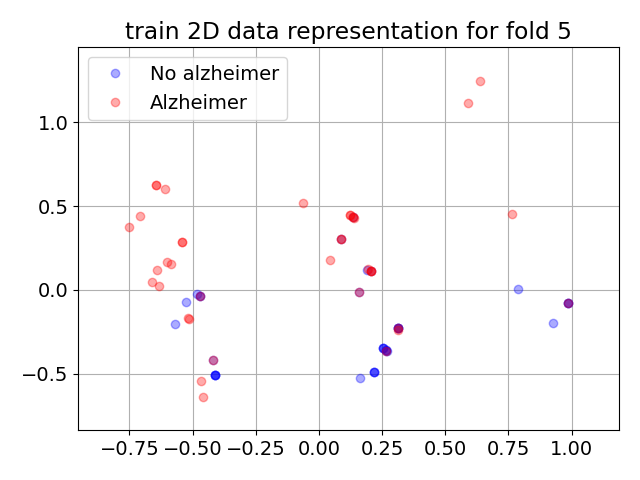 train 2D data representation for fold 5
No alzheimer
Alzheimer
1.0
0.5
0.0
−0.5
−0.75 −0.50 −0.25 0.00 0.25 0.50 0.75 1.00